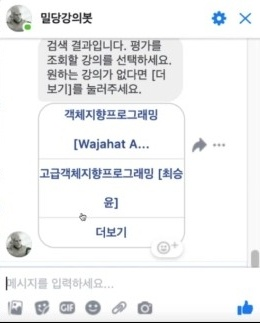 밀당강의봇
검색 결과입니다. 평가를
조회할 강의를 선택하세요.
원하는 강의가 없다면 [더
보기]를 눌러주세요.
객체지향프로그래밍
[Wajahat A...
고급객체지향프로그래밍 [최승
윤]
더보기
메시지를 입력하세요...
GIF